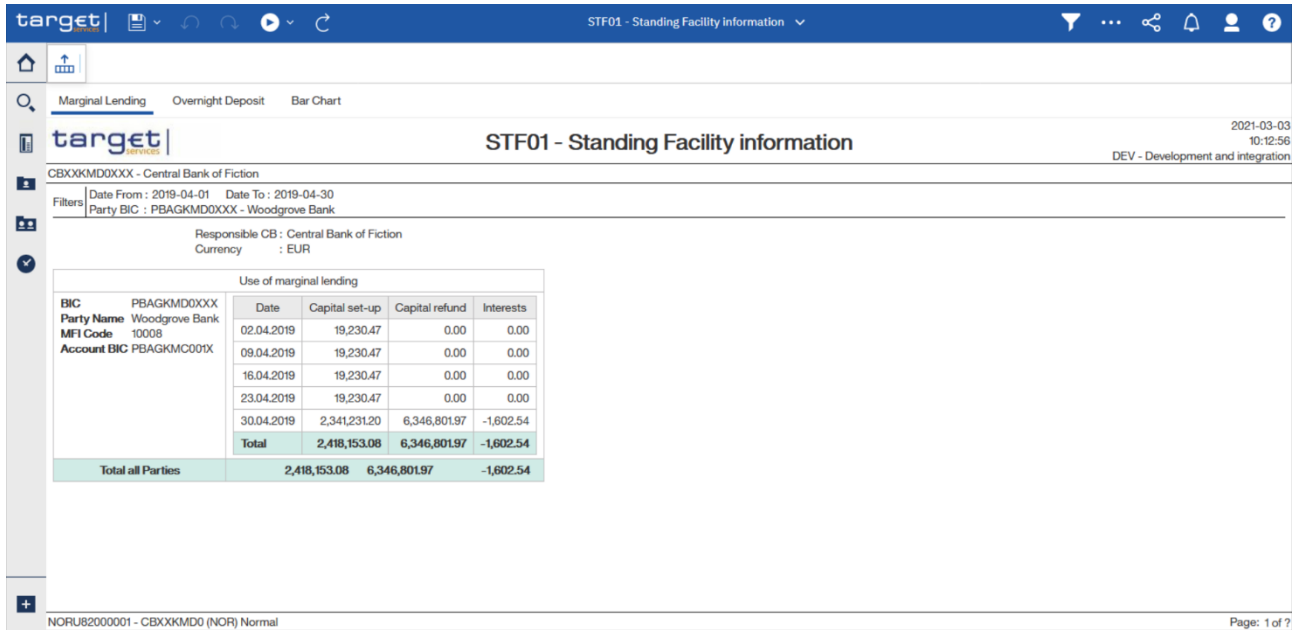 target| services STF01 - Standing Facility information
Marginal Lending Overnight Deposit Bar Chart
target| services STF01 - Standing Facility information
2021-03-03
10:12:56
DEV - Development and integration
CBXXKMD0XXX - Central Bank of Fiction
Filters Date From : 2019-04-01 Date To : 2019-04-30
Party BIC : PBAGKMD0XXX - Woodgrove Bank
Responsible CB : Central Bank of Fiction
Currency : EUR
Use of marginal lending
BIC PBAGKMD0XXX
Party Name Woodgrove Bank
MFI Code 10008
Account BIC PBAGKMC001X
Date Capital set-up Capital refund Interests
02.04.2019 19,230.47 0.00 0.00
09.04.2019 19,230.47 0.00 0.00
16.04.2019 19,230.47 0.00 0.00
23.04.2019 19,230.47 0.00 0.00
30.04.2019 2,341,231.20 6,346,801.97 -1,602.54
Total 2,418,153.08 6,346,801.97 -1,602.54
Total all Parties 2,418,153.08 6,346,801.97 -1,602.54
NORU82000001 - CBXXKMD0 (NOR) Normal Page: 1 of ?